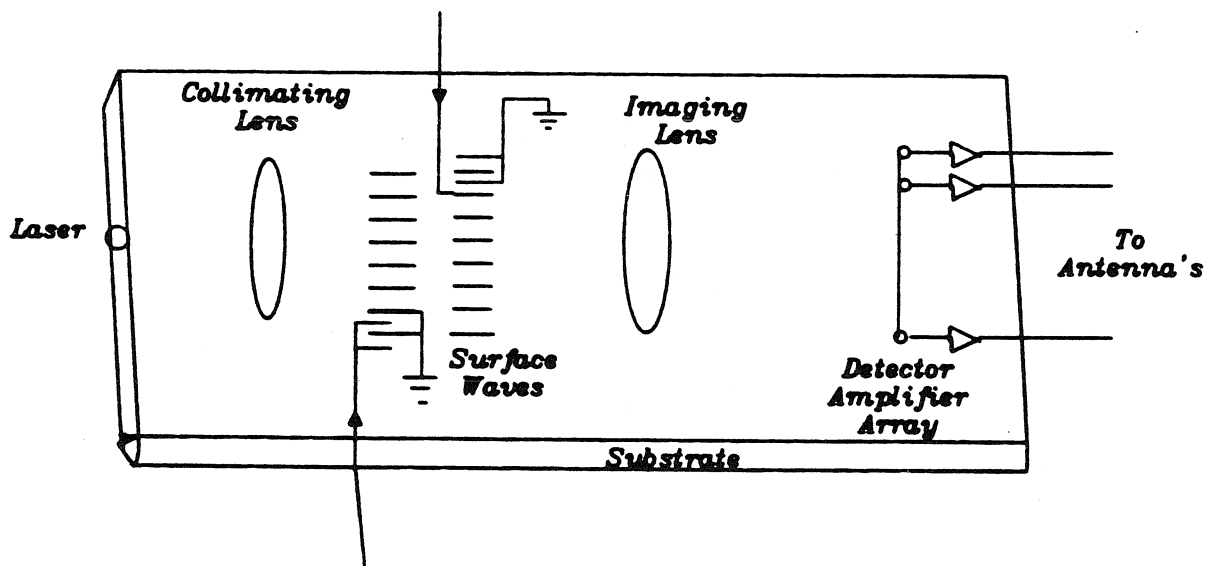 Collimating
Lens
Imaging
Lens
Laser
To
Antenna's
Surface
Waves
Detector
Amplifier
Array
Substrate